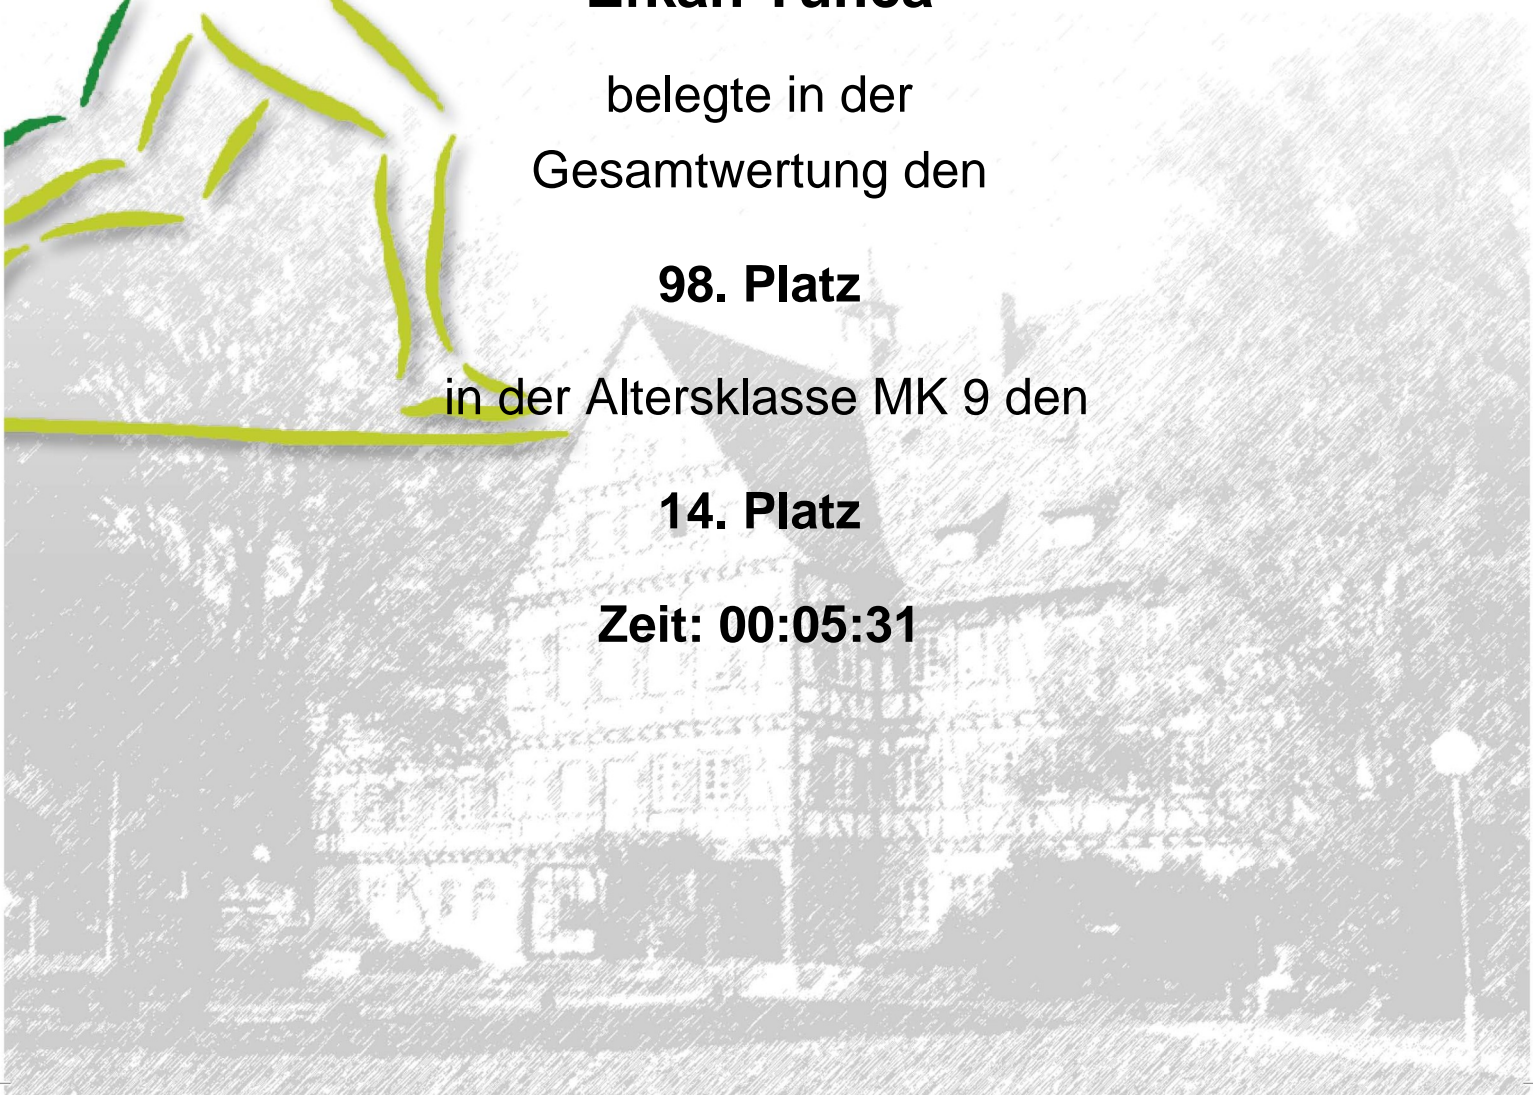 belegte in der
Gesamtwertung den
98. Platz
in der Altersklasse MK 9 den
14. Platz
Zeit: 00:05:31